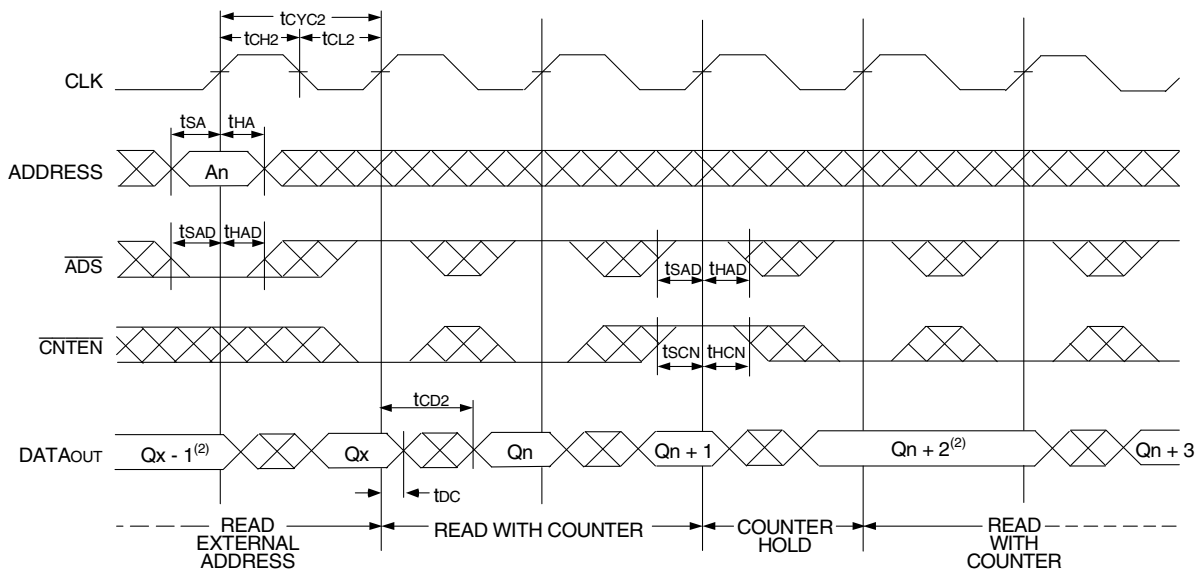 tCYC2
tCH2 tCL2
CLK
tSA tHA
ADDRESS An
tSAD tHAD
ADS
tSAD tHAD
CNTEN
tSCN tHCN
tCD2
DATAOUT Qx - 1(2) Qx Qn Qn + 1 Qn + 2(2) Qn + 3
tDC
READ EXTERNAL ADDRESS
READ WITH COUNTER
COUNTER HOLD
READ WITH COUNTER